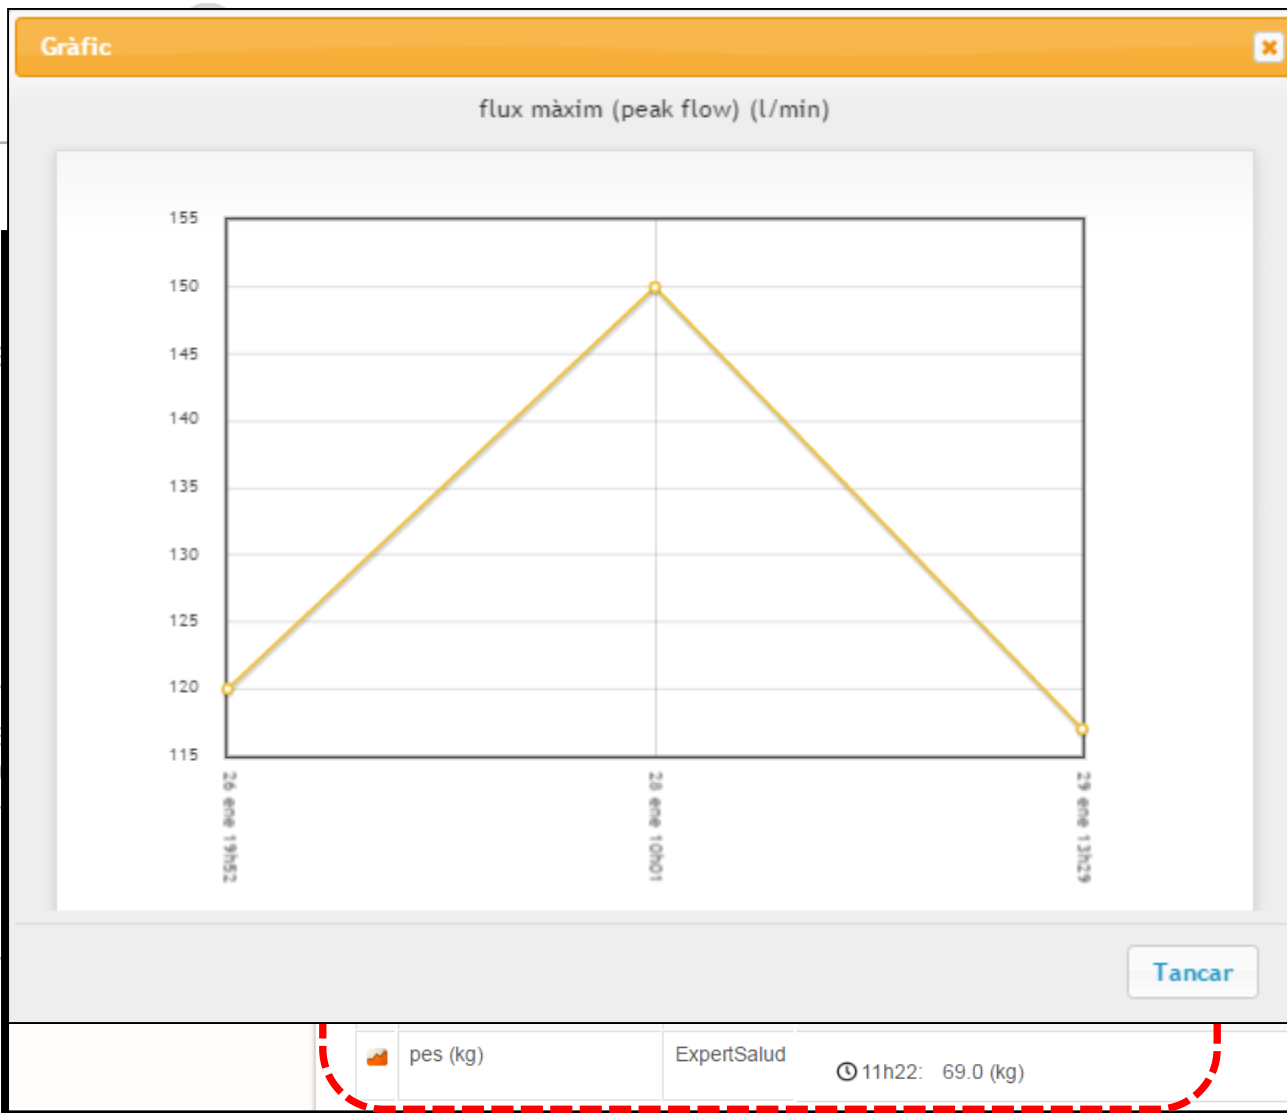 Gràfic
flux màxim (peak flow) (l/min)
155
150
145
140
135
130
125
120
115
26 ene 19h52
28 ene 10h01
29 ene 13h29
Tancar
pes (kg) ExpertSalud 11h22: 69.0 (kg)